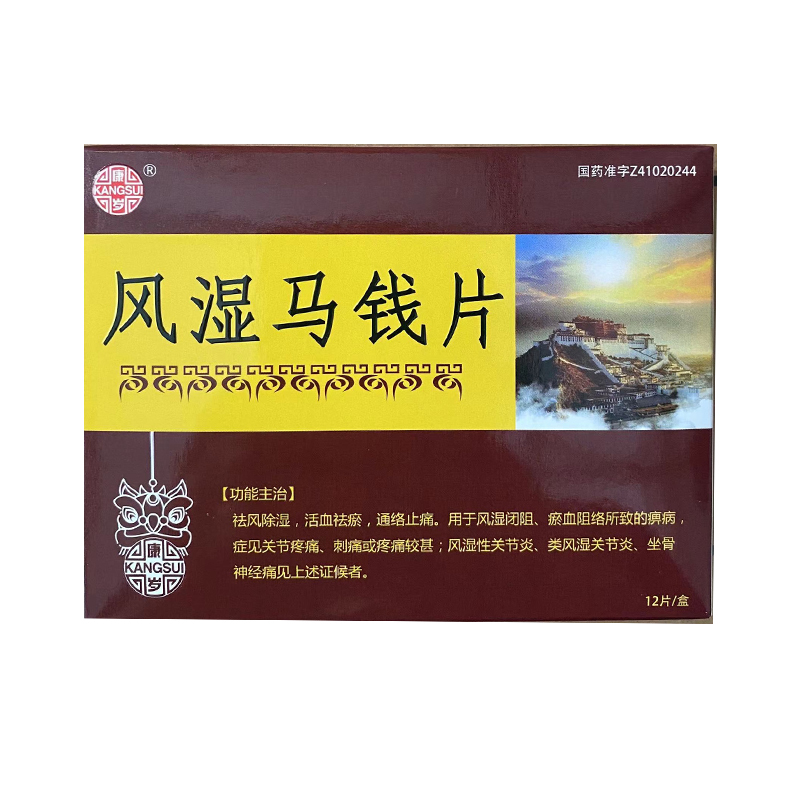 康
KANGSUI
岁
®
国药准字Z41020244
风湿马钱片
【功能主治】
祛风除湿，活血祛瘀，通络止痛。用于风湿闭阻、瘀血阻络所致的痹病，
症见关节疼痛、刺痛或疼痛较甚；风湿性关节炎、类风湿关节炎、坐骨
神经痛见上述证候者。
康
KANGSUI
岁
12片/盒